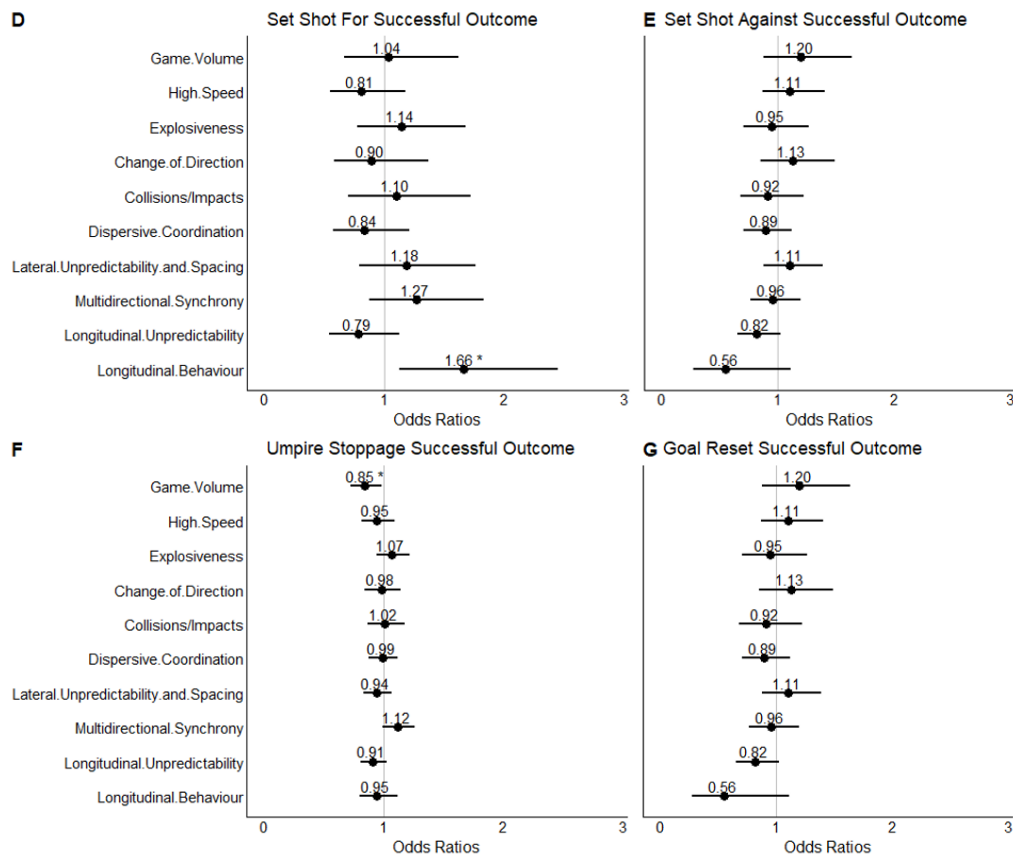 D Set Shot For Successful Outcome
Game.Volume 1.04
High.Speed 0.81
Explosiveness 1.14
Change.of.Direction 0.90
Collisions/Impacts 1.10
Dispersive.Coordination 0.84
Lateral.Unpredictability.and.Spacing 1.18
Multidirectional.Synchrony 1.27
Longitudinal.Unpredictability 0.79
Longitudinal.Behaviour 1.66 *
0 1 2 3
Odds Ratios
E Set Shot Against Successful Outcome
1.20
1.11
0.95
1.13
0.92
0.89
1.11
0.96
0.82
0.56
0 1 2 3
Odds Ratios
F Umpire Stoppage Successful Outcome
Game.Volume 0.85 *
High.Speed 0.95
Explosiveness 1.07
Change.of.Direction 0.98
Collisions/Impacts 1.02
Dispersive.Coordination 0.99
Lateral.Unpredictability.and.Spacing 0.94
Multidirectional.Synchrony 1.12
Longitudinal.Unpredictability 0.91
Longitudinal.Behaviour 0.95
0 1 2 3
Odds Ratios
G Goal Reset Successful Outcome
1.20
1.11
0.95
1.13
0.92
0.89
1.11
0.96
0.82
0.56
0 1 2 3
Odds Ratios